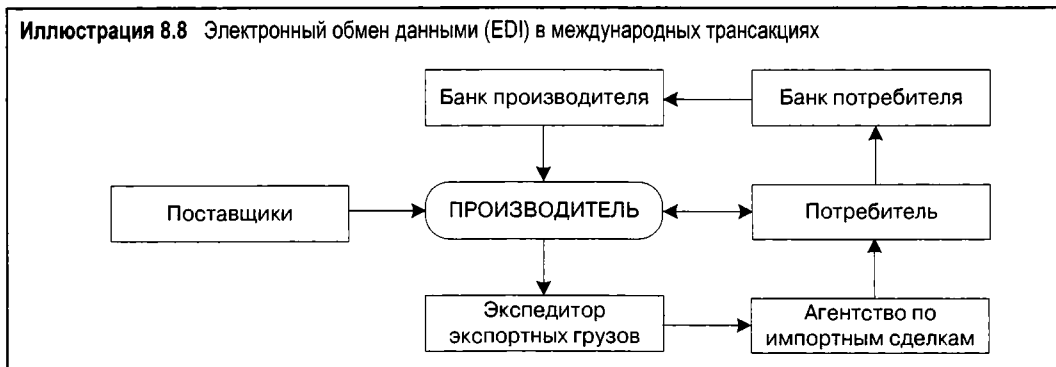 Иллюстрация 8.8 Электронный обмен данными (EDI) в международных трансакциях
Банк производителя
Банк потребителя
Поставщики
ПРОИЗВОДИТЕЛЬ
Потребитель
Экспедитор
экспортных грузов
Агентство по
импортным сделкам